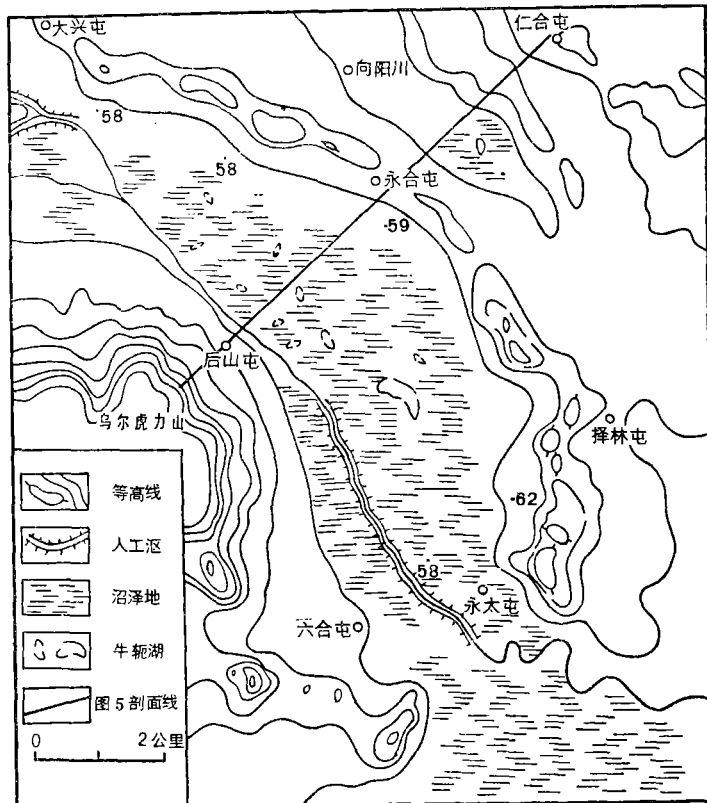 大兴屯
仁合屯
向阳川
58
58
永合屯
59
后山屯
乌尔虎力山
择林屯
62
58
永太屯
六合屯
等高线
人工沤
沼泽地
牛轭湖
图5剖面线
0 2公里